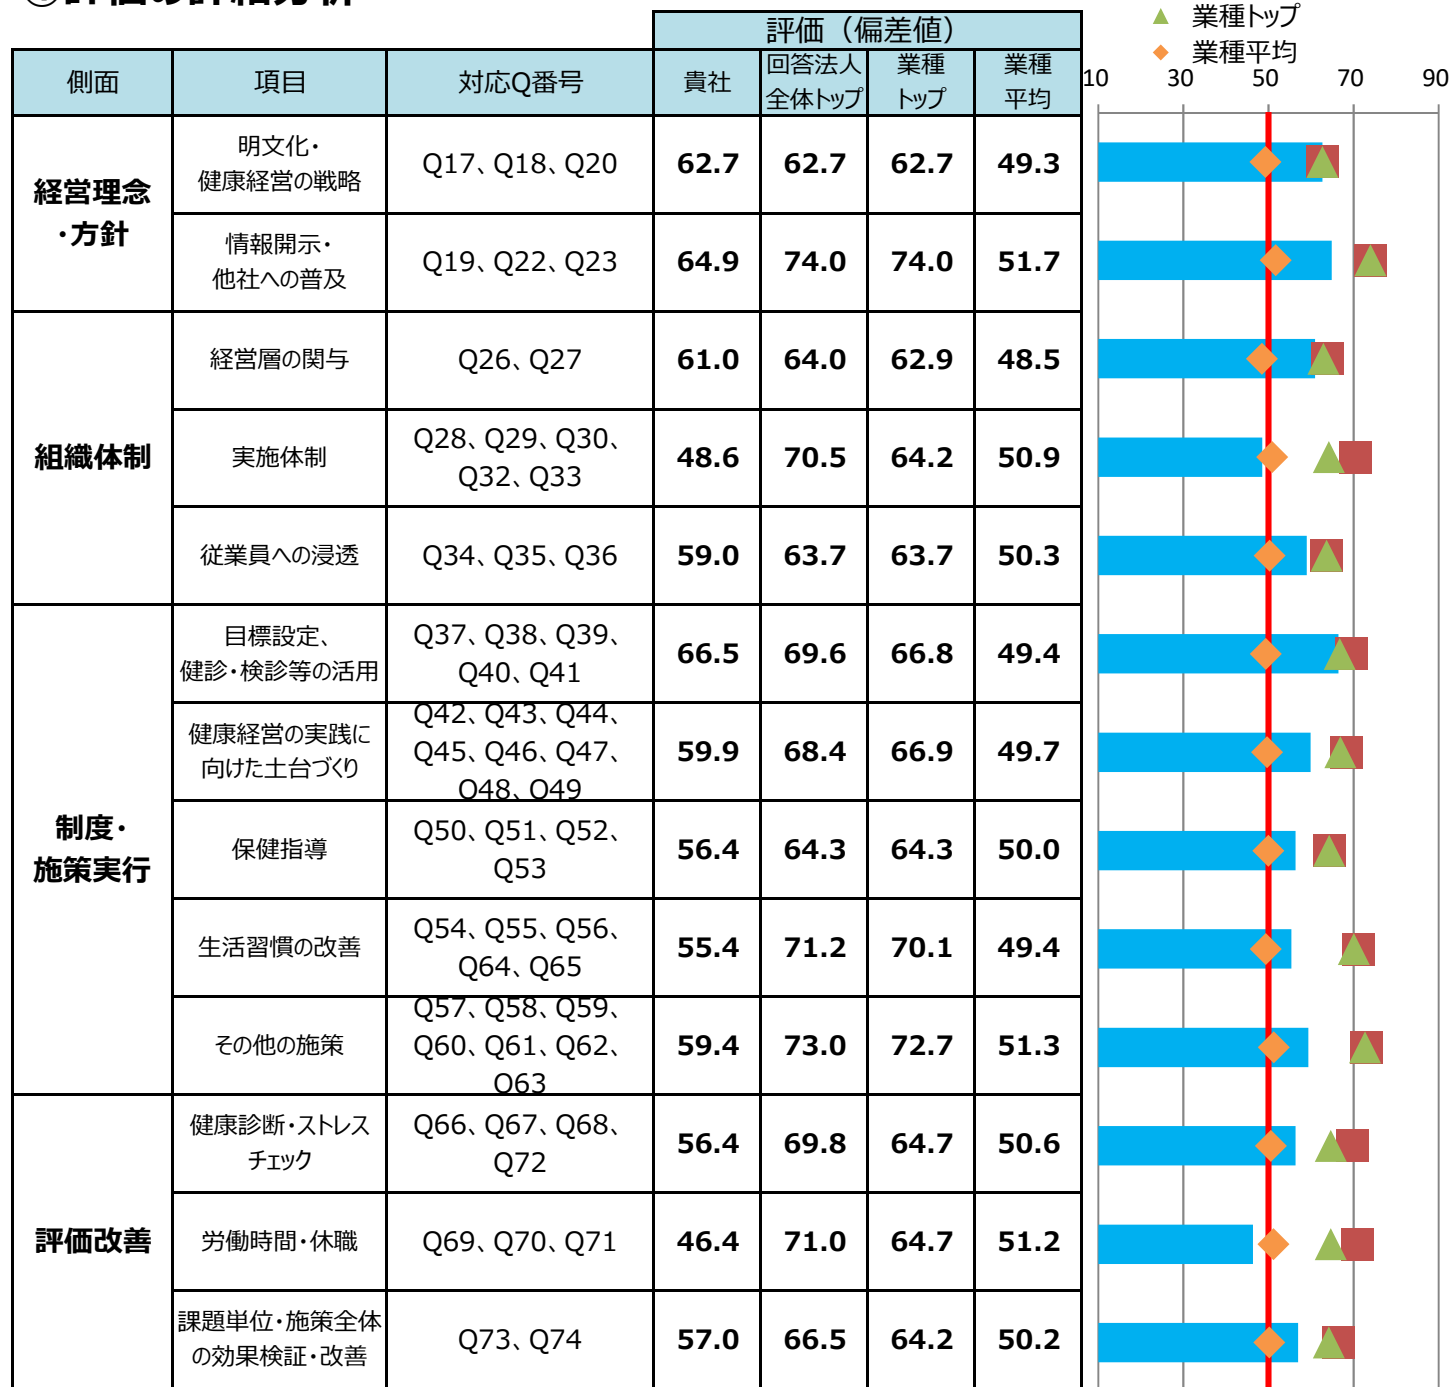 評価（偏差値）
業種トップ
業種平均
側面 項目 対応Q番号 貴社 回答法人 業種 業種
全体トップ トップ 平均
10 30 50 70 90
経営理念
・方針
明文化・
健康経営の戦略
Q17、Q18、Q20 62.7 62.7 62.7 49.3
情報開示・
他社への普及
Q19、Q22、Q23 64.9 74.0 74.0 51.7
組織体制
経営層の関与 Q26、Q27 61.0 64.0 62.9 48.5
実施体制
Q28、Q29、Q30、
Q32、Q33
48.6 70.5 64.2 50.9
従業員への浸透 Q34、Q35、Q36 59.0 63.7 63.7 50.3
制度・
施策実行
目標設定、
健診・検診等の活用
Q37、Q38、Q39、
Q40、Q41
66.5 69.6 66.8 49.4
健康経営の実践に
向けた土台づくり
Q42、Q43、Q44、
Q45、Q46、Q47、
Q48、Q49
59.9 68.4 66.9 49.7
保健指導
Q50、Q51、Q52、
Q53
56.4 64.3 64.3 50.0
生活習慣の改善
Q54、Q55、Q56、
Q64、Q65
55.4 71.2 70.1 49.4
その他の施策
Q57、Q58、Q59、
Q60、Q61、Q62、
Q63
59.4 73.0 72.7 51.3
評価改善
健康診断・ストレス
チェック
Q66、Q67、Q68、
Q72
56.4 69.8 64.7 50.6
労働時間・休職 Q69、Q70、Q71 46.4 71.0 64.7 51.2
課題単位・施策全体
の効果検証・改善
Q73、Q74 57.0 66.5 64.2 50.2